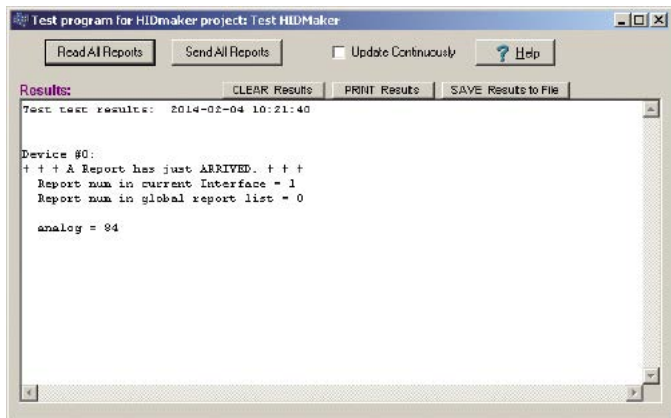 Test program for HIDmaker project: Test HIDMaker
Read All Reports Send All Reports Update Continuously ? Help
Results: CLEAR Results PRINT Results SAVE Results to File
Test test results: 2014-02-04 10:21:40
Device #0:
+ + + A Report has just ARRIVED. + + +
Report num in current Interface = 1
Report num in global report list = 0
analog = 84